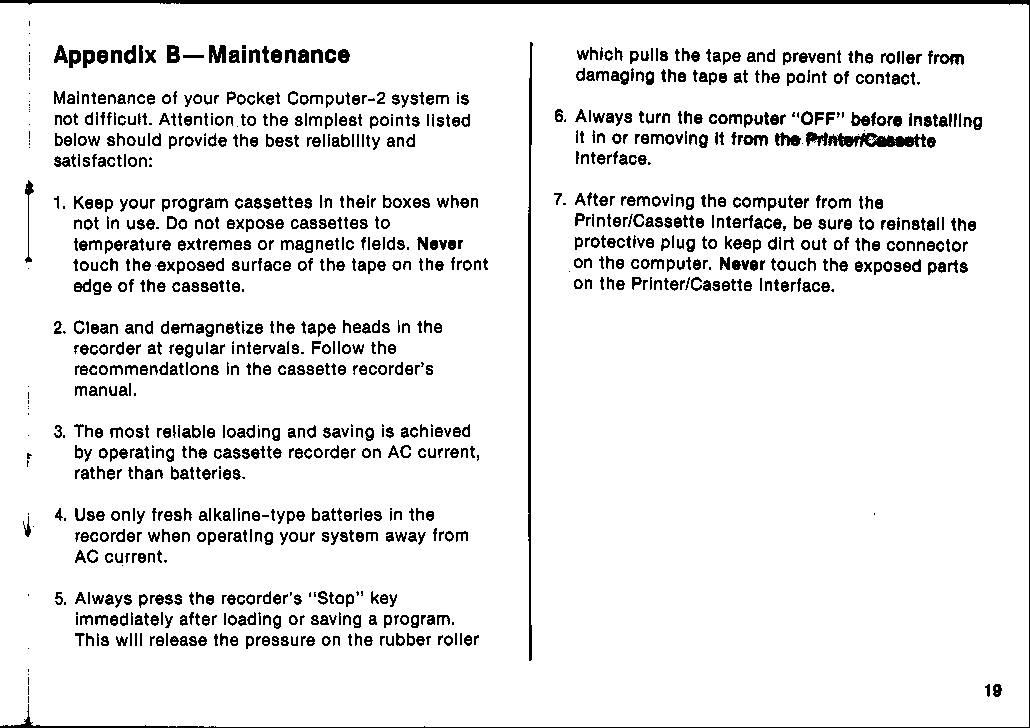 Appendix B—Maintenance
Maintenance of your Pocket Computer-2 system is
not difficult. Attention to the simplest points listed
below should provide the best reliability and
satisfaction:
1. Keep your program cassettes in their boxes when
not in use. Do not expose cassettes to
temperature extremes or magnetic fields. Never
touch the exposed surface of the tape on the front
edge of the cassette.
2. Clean and demagnetize the tape heads in the
recorder at regular intervals. Follow the
recommendations in the cassette recorder's
manual.
3. The most reliable loading and saving is achieved
by operating the cassette recorder on AC current,
rather than batteries.
4. Use only fresh alkaline-type batteries in the
recorder when operating your system away from
AC current.
5. Always press the recorder's "Stop" key
immediately after loading or saving a program.
This will release the pressure on the rubber roller
which pulls the tape and prevent the roller from
damaging the tape at the point of contact.
6. Always turn the computer "OFF" before installing
it in or removing it from the Printer/Cassette
Interface.
7. After removing the computer from the
Printer/Cassette Interface, be sure to reinstall the
protective plug to keep dirt out of the connector
on the computer. Never touch the exposed parts
on the Printer/Casette Interface.
19